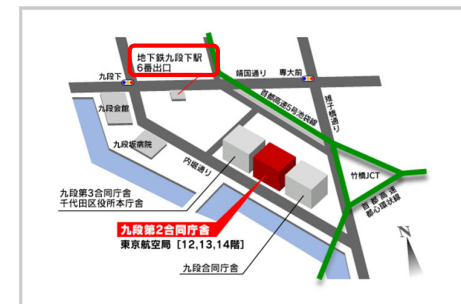 地下鉄九段下駅
6番出口
九段下
靖国通り
専大前
首都高速5号池袋線
雉子橋通り
九段会館
九段坂病院
内堀通り
竹橋JCT
首都高速
都心環状線
九段第3合同庁舎
千代田区役所本庁舎
九段第2合同庁舎
東京航空局［12,13,14階］
九段合同庁舎
N